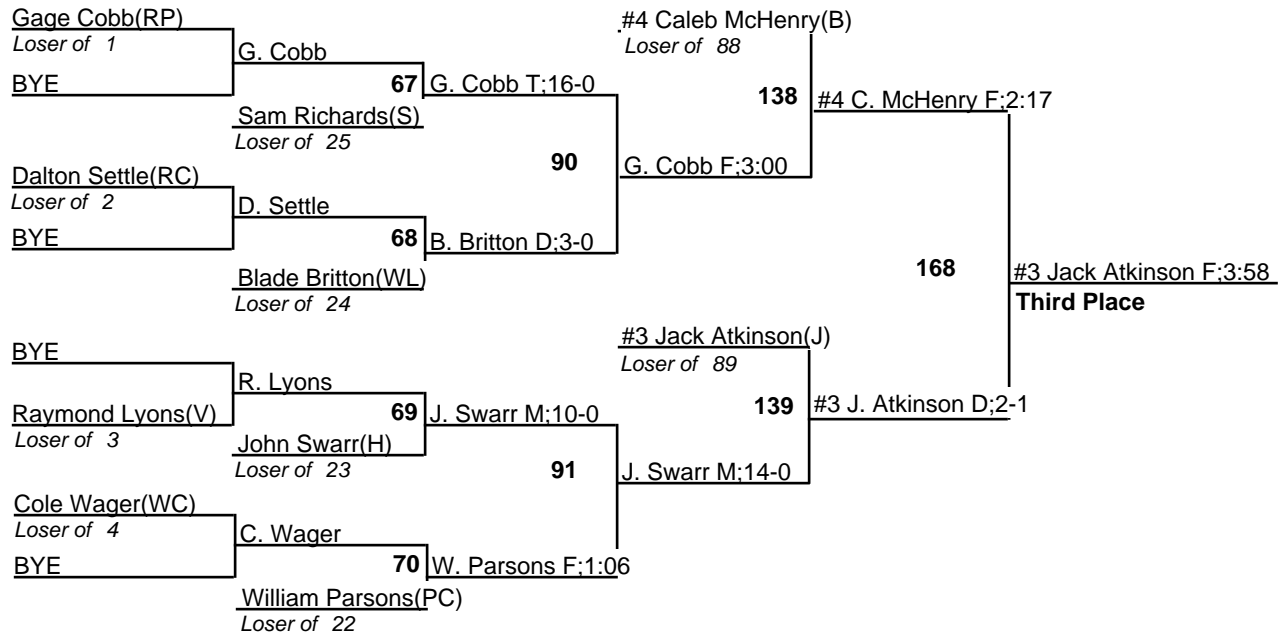 Gage Cobb(RP)
Loser of 1
G. Cobb
BYE
67
G. Cobb T;16-0
Sam Richards(S)
Loser of 25
90
Dalton Settle(RC)
Loser of 2
D. Settle
BYE
68
B. Britton D;3-0
Blade Britton(WL)
Loser of 24
#4 Caleb McHenry(B)
Loser of 88
138
#4 C. McHenry F;2:17
G. Cobb F;3:00
168
#3 Jack Atkinson F;3:58
Third Place
BYE
R. Lyons
Raymond Lyons(V)
Loser of 3
69
J. Swarr M;10-0
John Swarr(H)
Loser of 23
91
Cole Wager(WC)
Loser of 4
C. Wager
BYE
70
W. Parsons F;1:06
William Parsons(PC)
Loser of 22
#3 Jack Atkinson(J)
Loser of 89
139
#3 J. Atkinson D;2-1
J. Swarr M;14-0